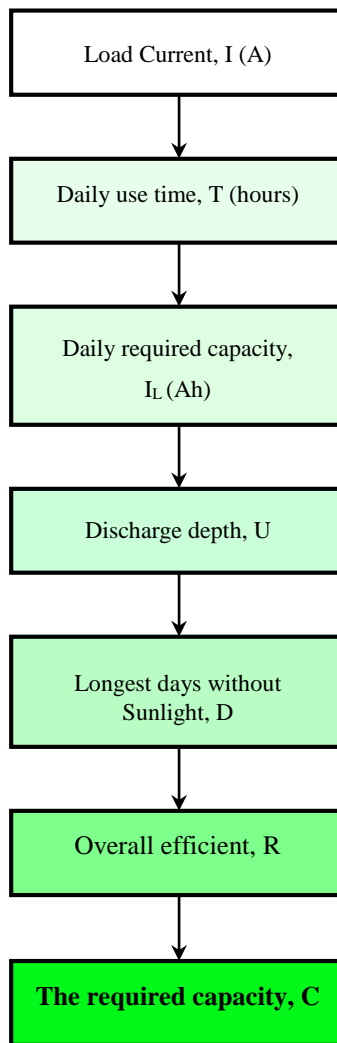 Load Current, I (A)
Daily use time, T (hours)
Daily required capacity,
I_L (Ah)
Discharge depth, U
Longest days without
Sunlight, D
Overall efficient, R
The required capacity, C